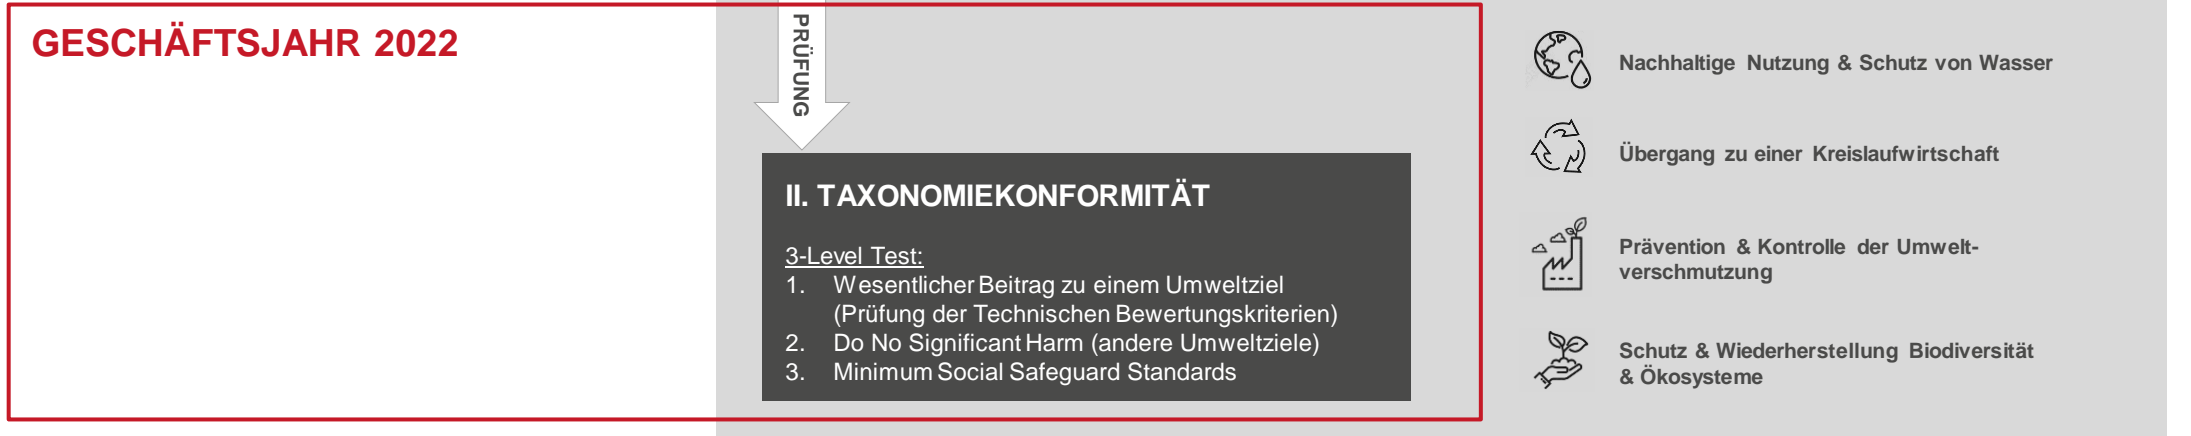 GESCHÄFTSJAHR 2022
PRÜFUNG
II. TAXONOMIEKONFORMITÄT
3-Level Test:
1. Wesentlicher Beitrag zu einem Umweltziel
(Prüfung der Technischen Bewertungskriterien)
2. Do No Significant Harm (andere Umweltziele)
3. Minimum Social Safeguard Standards
Nachhaltige Nutzung & Schutz von Wasser
Übergang zu einer Kreislaufwirtschaft
Prävention & Kontrolle der Umwelt-
verschmutzung
Schutz & Wiederherstellung Biodiversität
& Ökosysteme